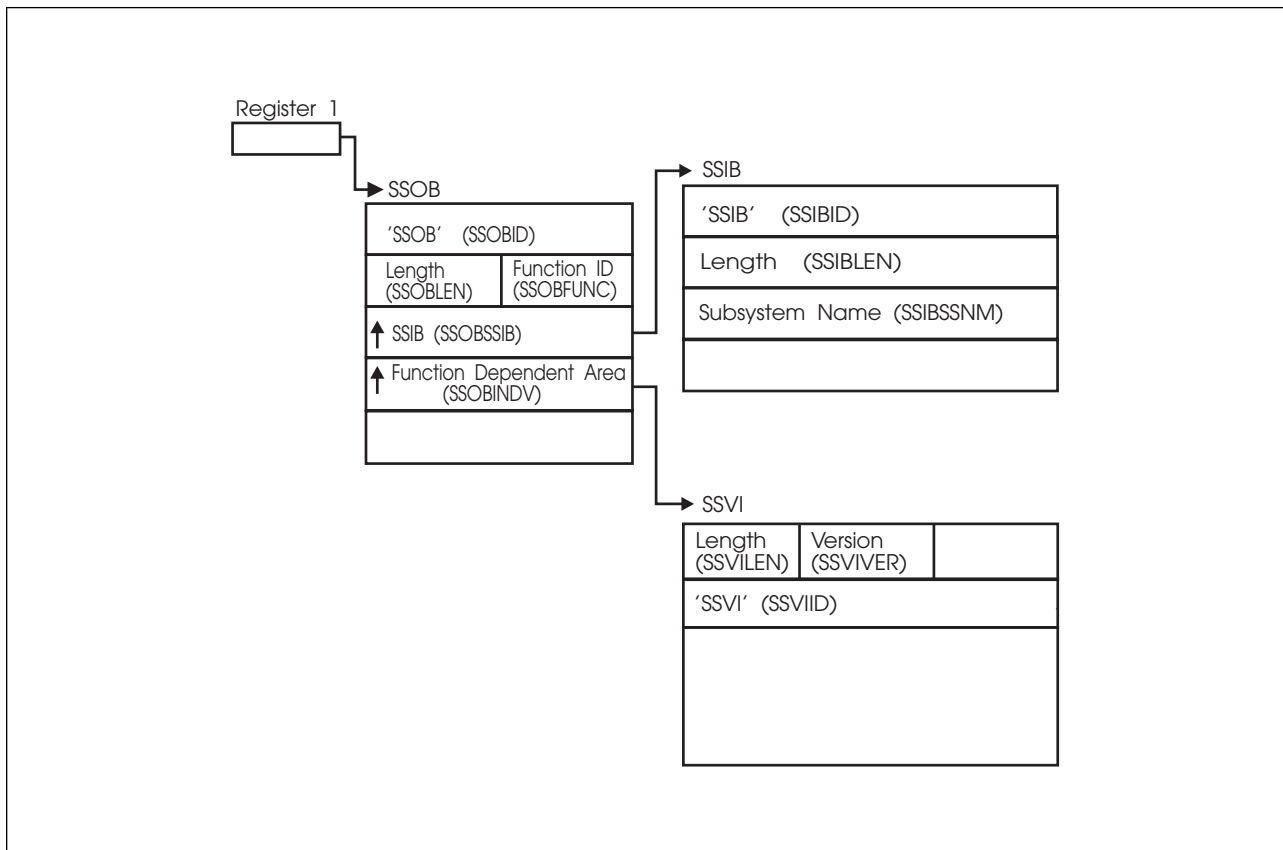 Register 1
SSOB
'SSOB' (SSOBID)
Length
(SSOBLEN)
Function ID
(SSOBFUNC)
SSIB (SSOBSSIB)
Function Dependent Area
(SSOBINDV)
SSIB
'SSIB' (SSIBID)
Length (SSIBLEN)
Subsystem Name (SSIBSSNM)
SSVI
Length
(SSVILEN)
Version
(SSVIVER)
'SSVI' (SSVIID)